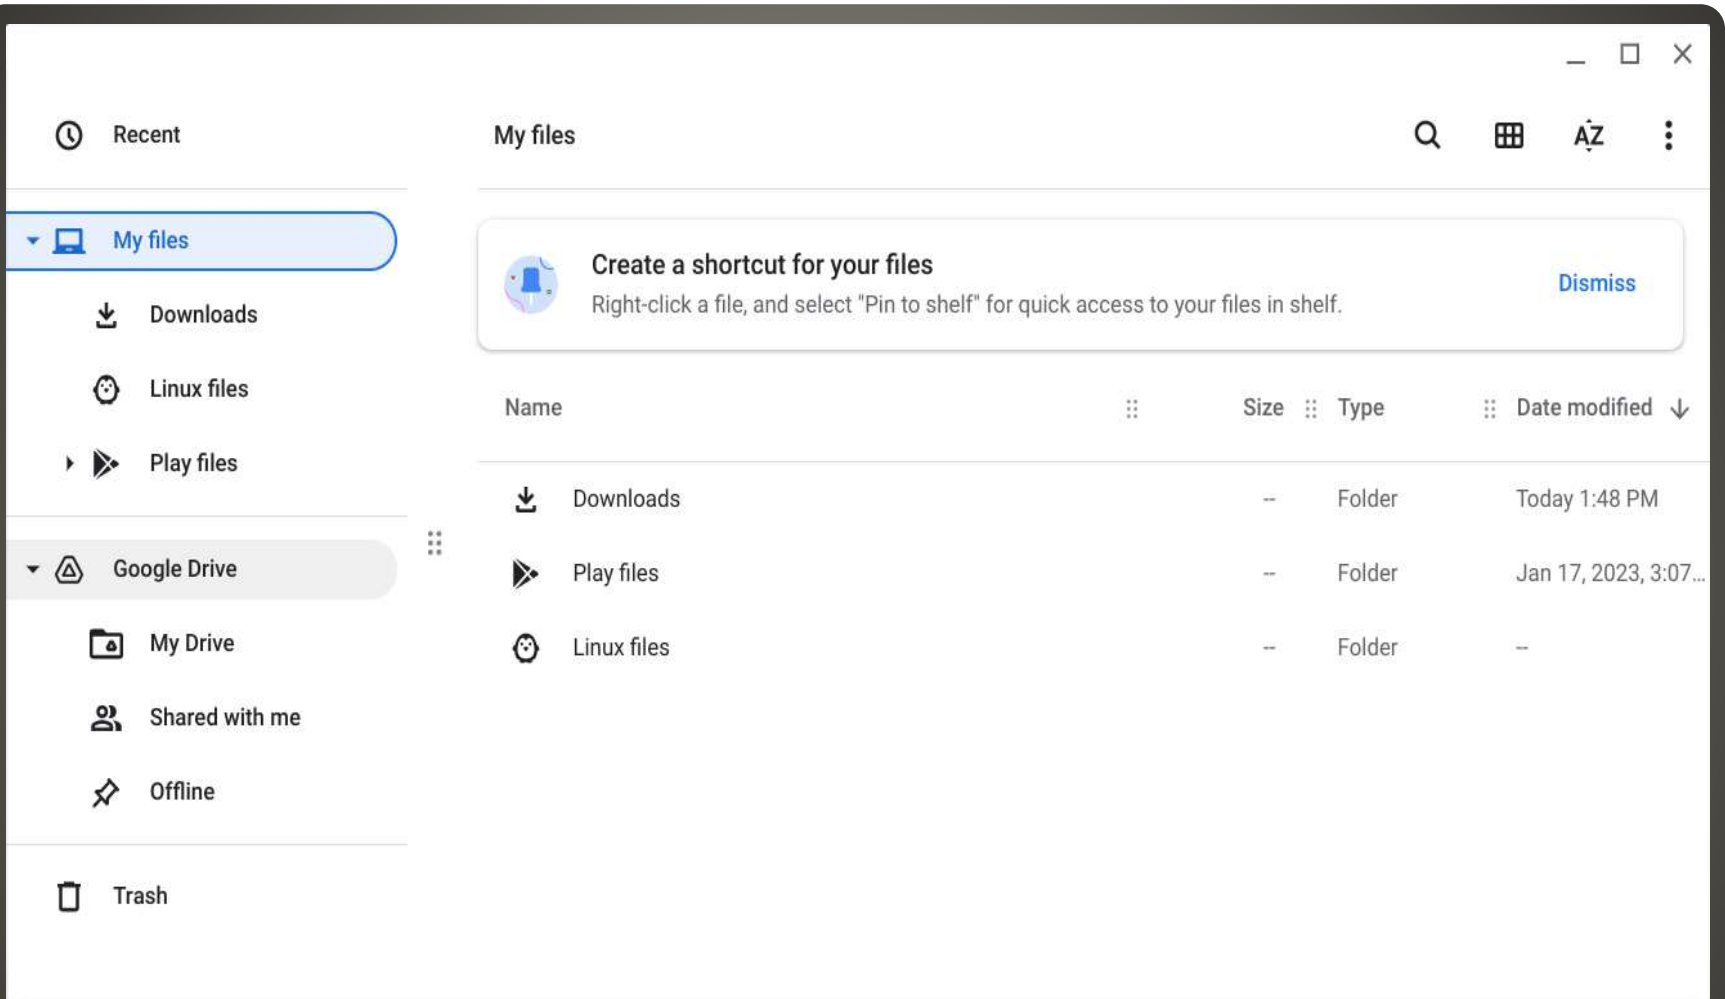 Recent
My files
Downloads
Linux files
Play files
Google Drive
My Drive
Shared with me
Offline
Trash
My files
AZ
Create a shortcut for your files
Right-click a file, and select "Pin to shelf" for quick access to your files in shelf.
Dismiss
Name Size Type Date modified
Downloads -- Folder Today 1:48 PM
Play files -- Folder Jan 17, 2023, 3:07...
Linux files -- Folder --